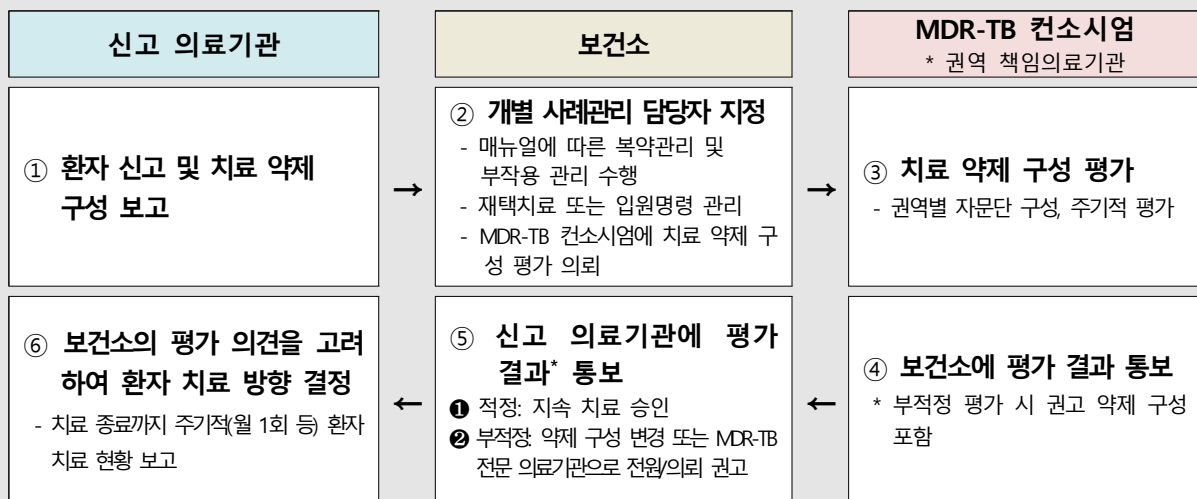 신고 의료기관
보건소
MDR-TB 컨소시엄
* 권역 책임의료기관
① 환자 신고 및 치료 약제
구성 보고
→
② 개별 사례관리 담당자 지정
- 매뉴얼에 따른 복약관리 및
부작용 관리 수행
- 재택치료 또는 입원명령 관리
- MDR-TB 컨소시엄에 치료 약제 구
성 평가 의뢰
→
③ 치료 약제 구성 평가
- 권역별 자문단 구성, 주기적 평가
④ 보건소에 평가 결과 통보
* 부적정 평가 시 권고 약제 구성
포함
←
⑤ 신고 의료기관에 평가
결과* 통보
❶ 적정: 지속 치료 승인
❷ 부적정: 약제 구성 변경 또는 MDR-TB
전문 의료기관으로 전원/의뢰 권고
←
⑥ 보건소의 평가 의견을 고려
하여 환자 치료 방향 결정
- 치료 종료까지 주기적(월 1회 등) 환자
치료 현황 보고